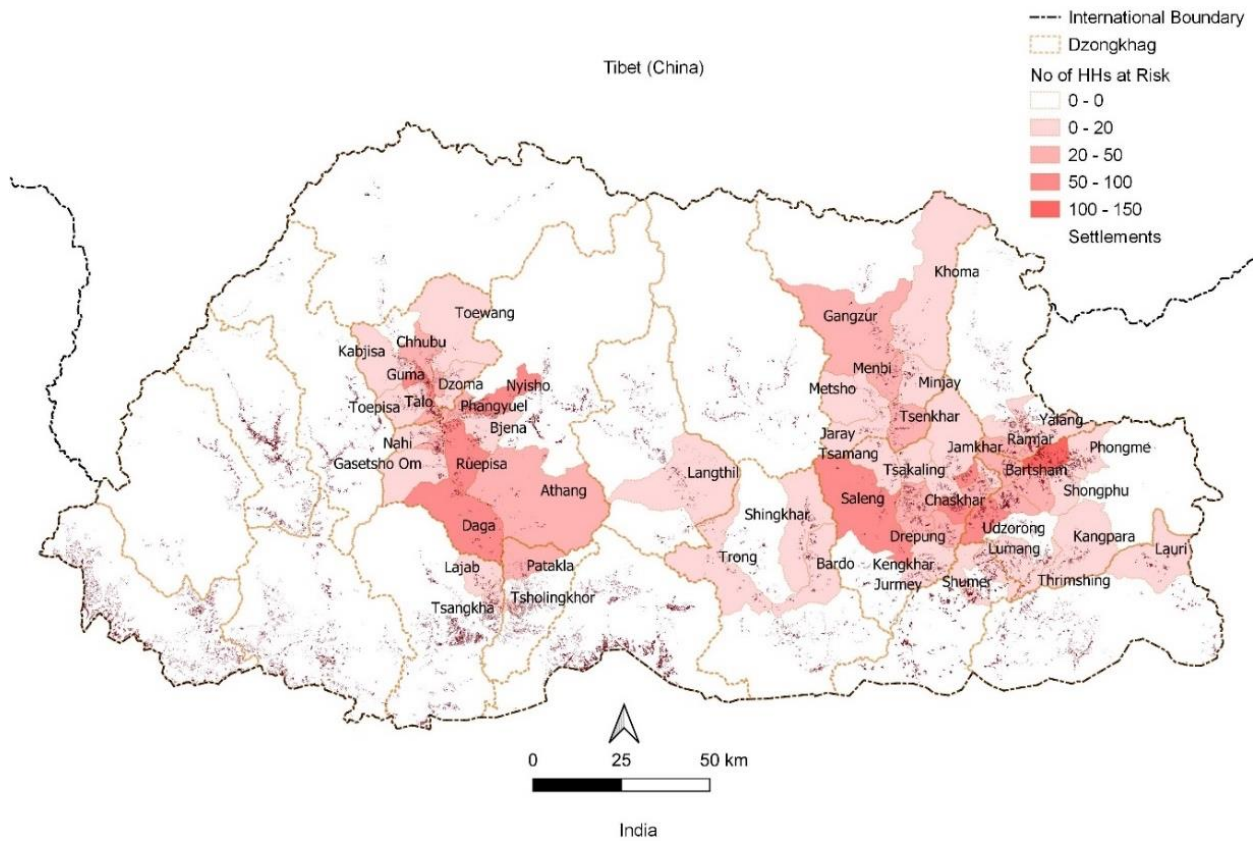 International Boundary
Dzongkhag
Tibet (China)
No of HHs at Risk
0 - 0
0 - 20
20 - 50
50 - 100
100 - 150
Settlements
Khoma
Toewang
Gangzur
Chhubu
Kabjisa
Menbi
Guma
Dzoma
Nyisho
Metsho
Minjay
Toepisa
Talo
Phangyuel
Tsenkhar
Yalang
Bjena
Jaray
Jamkhar
Ramjar
Phongme
Nahi
Tsamang
Gasetsho Om
Ruepisa
Langthil
Tsakaling
Bartsham
Athang
Saleng
Chaskhar
Shongphu
Shingkhar
Daga
Drepung
Udzorong
Kangpara
Lumang
Lauri
Lajab
Patakla
Trong
Bardo
Kengkhar
Jurmey
Shumer
Thrimshing
Tsangkha
Tsholingkhor
0
25
50 km
India